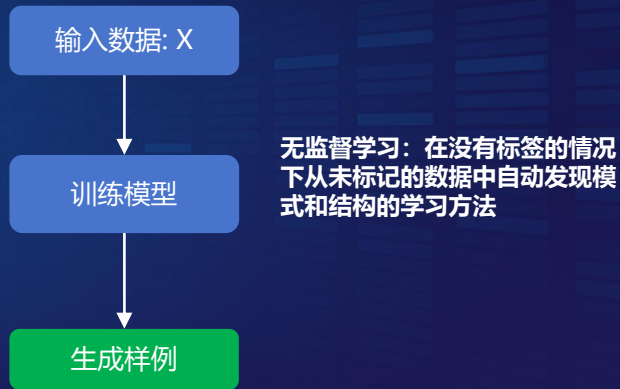 输入数据: X
训练模型
生成样例
无监督学习：在没有标签的情况
下从未标记的数据中自动发现模
式和结构的学习方法